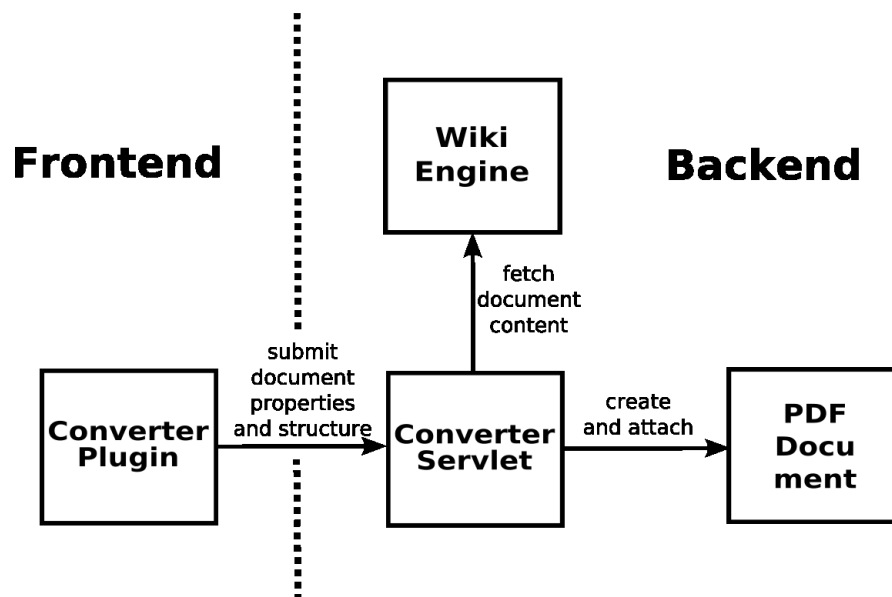 Frontend
Backend
Wiki
Engine
fetch
document
content
submit
document
properties
and structure
Converter
Plugin
Converter
Servlet
create
and attach
PDF
Docu
ment